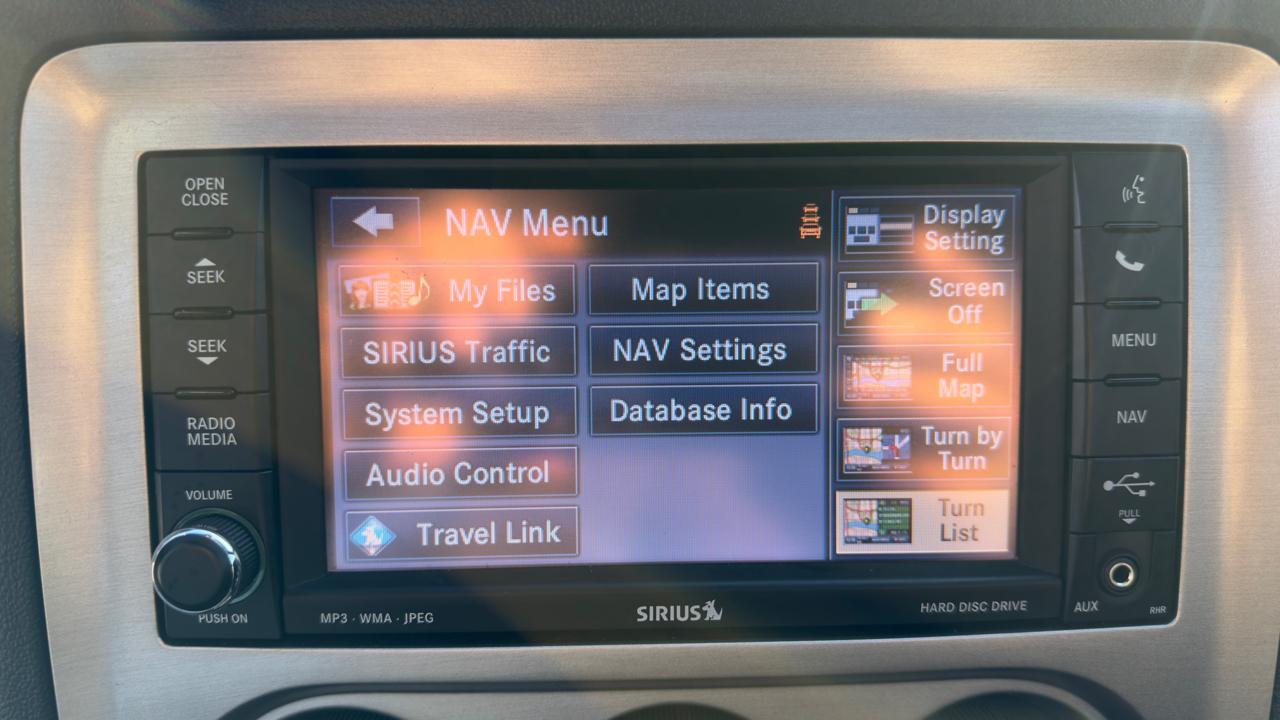 OPEN
CLOSE
SEEK
SEEK
RADIO
MEDIA
VOLUME
PUSH ON
NAV Menu
My Files
Map Items
SIRIUS Traffic
NAV Settings
System Setup
Database Info
Audio Control
Travel Link
Display
Setting
Screen
Off
Full
Map
Turn by
Turn
Turn
List
MENU
NAV
PULL
AUX
RHR
MP3 · WMA · JPEG
SIRIUS
HARD DISC DRIVE